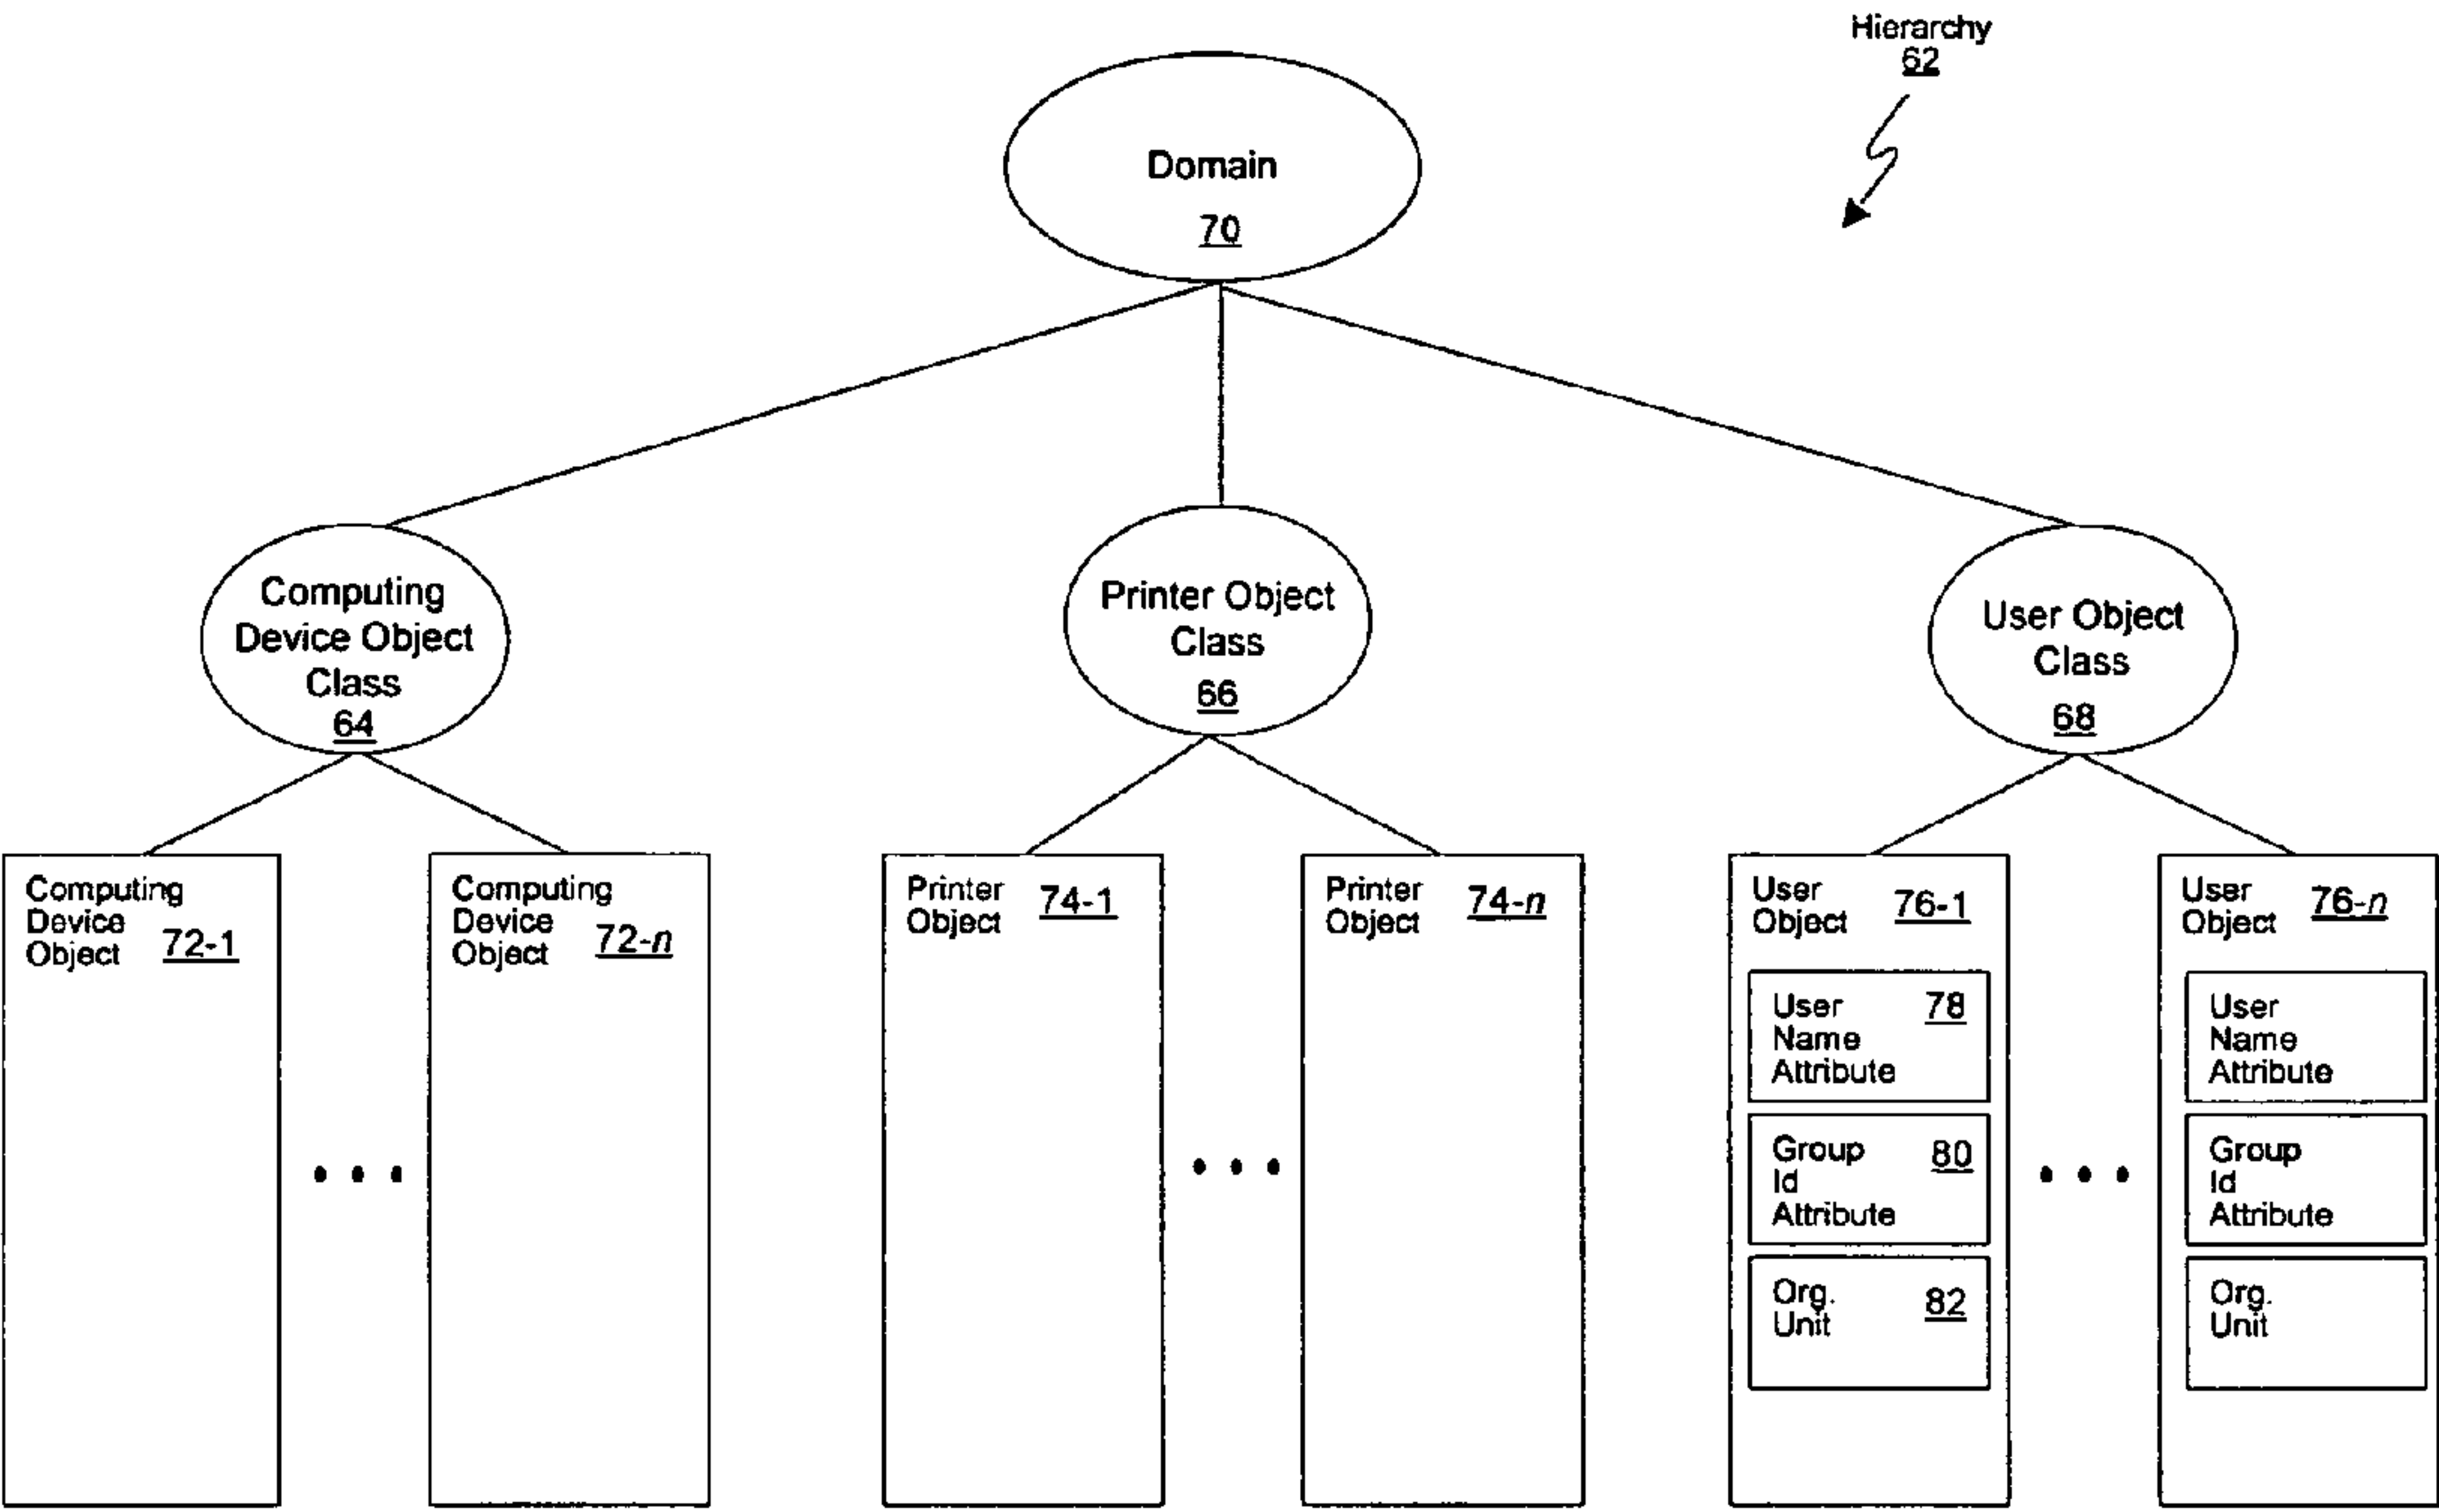 Hierarchy
62
Domain
70
Computing
Device Object
Class
64
Printer Object
Class
66
User Object
Class
68
Computing
Device
Object
72-1
Computing
Device
Object
72-n
Printer
Object
74-1
Printer
Object
74-n
User
Object
76-1
User
Name
Attribute
78
Group
Id
Attribute
80
Org.
Unit
82
User
Object
76-n
User
Name
Attribute
Group
Id
Attribute
Org.
Unit